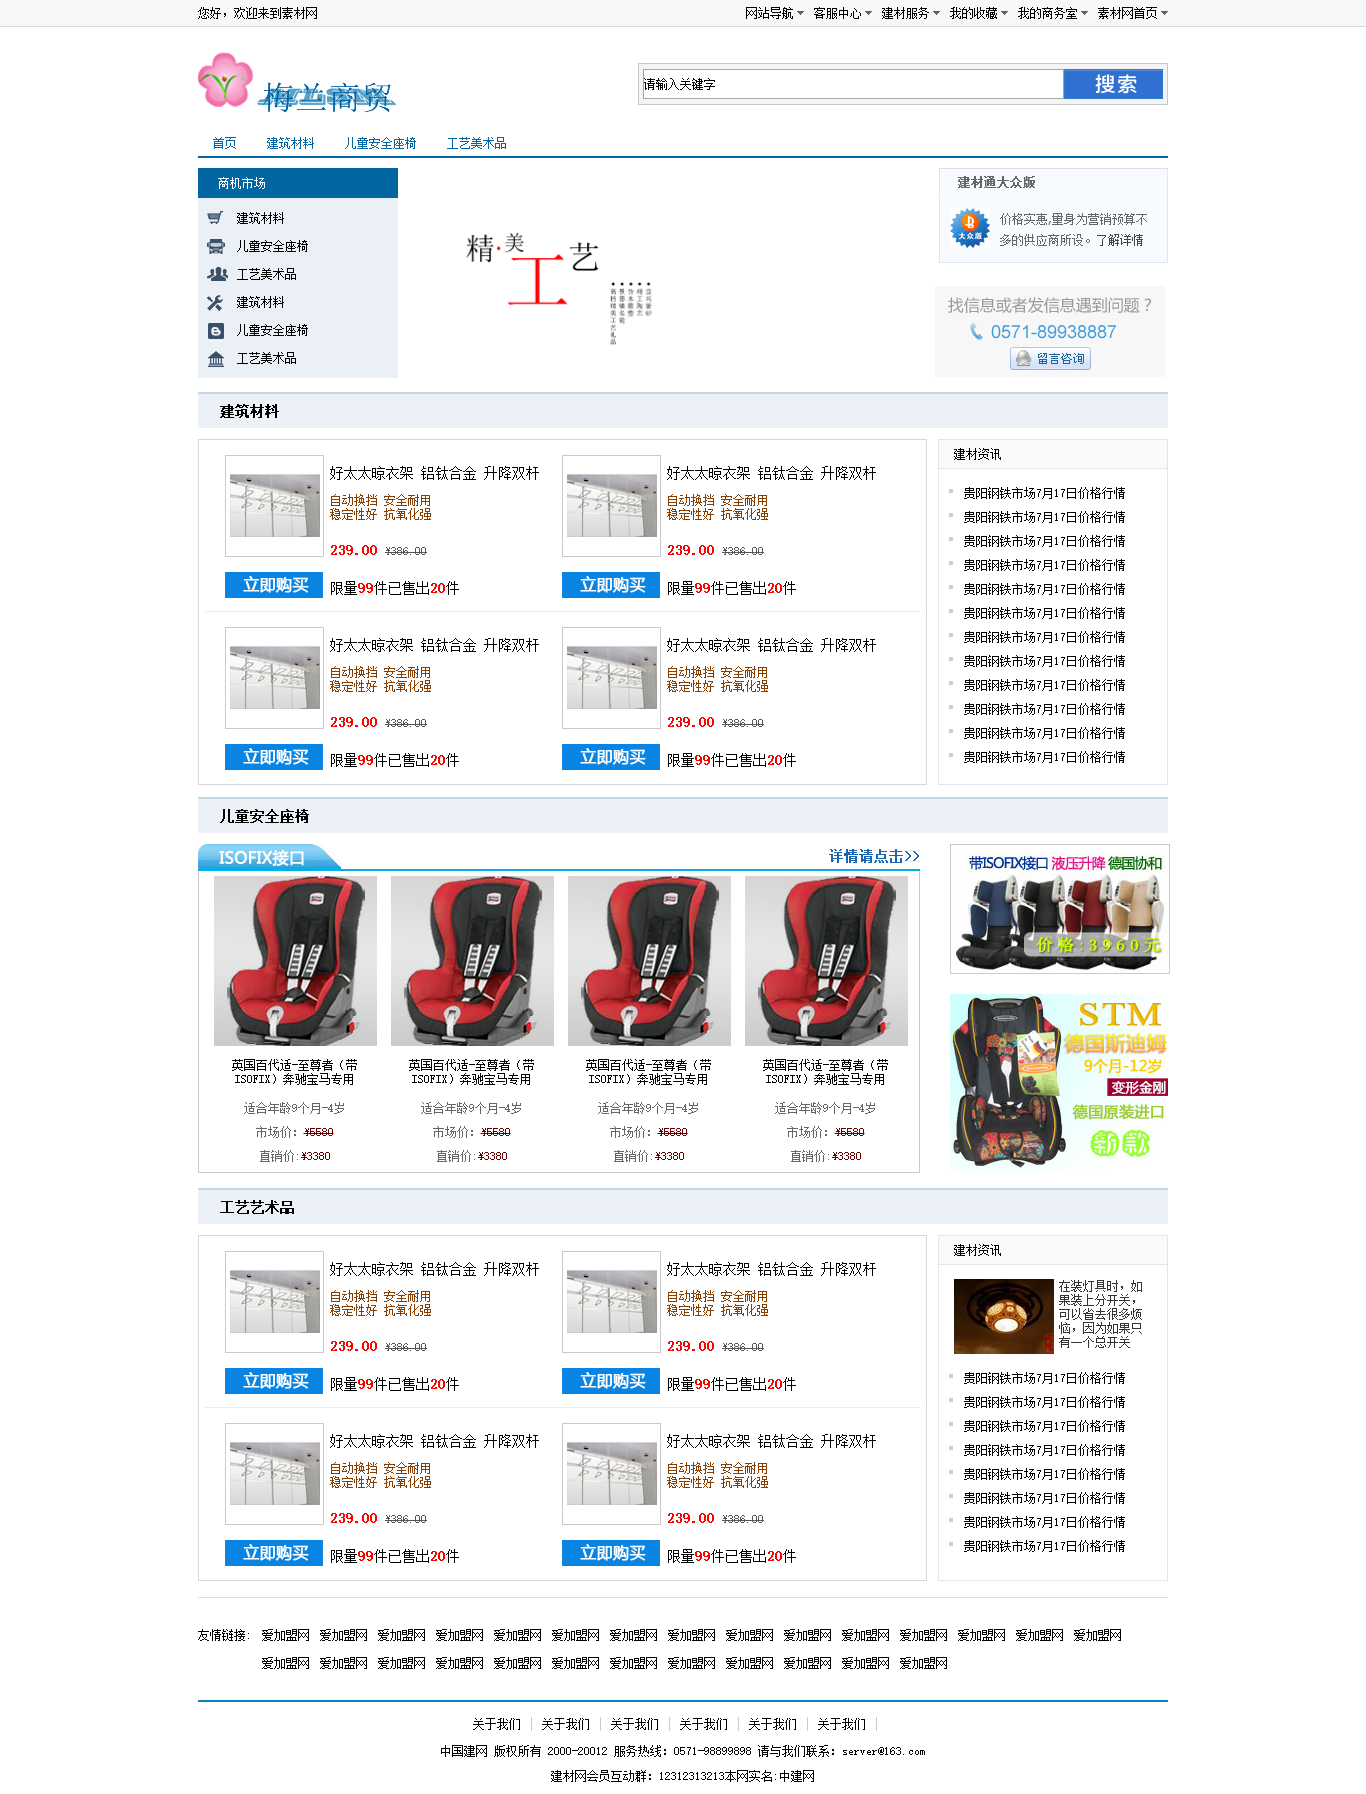 您好，欢迎来到素材网
网站导航 客服中心 建材服务 我的收藏 我的商务室 素材网首页
梅兰商贸
请输入关键字
搜索
首页 建筑材料 儿童安全座椅 工艺美术品
商机市场
建筑材料
儿童安全座椅
工艺美术品
建筑材料
儿童安全座椅
工艺美术品
精·美
工艺
建材通大众版
大众版
价格实惠,量身为营销预算不
多的供应商所设。了解详情
找信息或者发信息遇到问题？
0571-89938887
留言咨询
建筑材料
好太太晾衣架 铝钛合金 升降双杆 好太太晾衣架 铝钛合金 升降双杆
自动换挡 安全耐用 自动换挡 安全耐用
稳定性好 抗氧化强 稳定性好 抗氧化强
239.00 ¥386.00 239.00 ¥386.00
立即购买 限量99件已售出20件 立即购买 限量99件已售出20件
好太太晾衣架 铝钛合金 升降双杆 好太太晾衣架 铝钛合金 升降双杆
自动换挡 安全耐用 自动换挡 安全耐用
稳定性好 抗氧化强 稳定性好 抗氧化强
239.00 ¥386.00 239.00 ¥386.00
立即购买 限量99件已售出20件 立即购买 限量99件已售出20件
建材资讯
贵阳钢铁市场7月17日价格行情
贵阳钢铁市场7月17日价格行情
贵阳钢铁市场7月17日价格行情
贵阳钢铁市场7月17日价格行情
贵阳钢铁市场7月17日价格行情
贵阳钢铁市场7月17日价格行情
贵阳钢铁市场7月17日价格行情
贵阳钢铁市场7月17日价格行情
贵阳钢铁市场7月17日价格行情
贵阳钢铁市场7月17日价格行情
贵阳钢铁市场7月17日价格行情
贵阳钢铁市场7月17日价格行情
儿童安全座椅
ISOFIX接口 详情请点击>>
英国百代适-至尊者（带 英国百代适-至尊者（带 英国百代适-至尊者（带 英国百代适-至尊者（带
ISOFIX）奔驰宝马专用 ISOFIX）奔驰宝马专用 ISOFIX）奔驰宝马专用 ISOFIX）奔驰宝马专用
适合年龄9个月-4岁 适合年龄9个月-4岁 适合年龄9个月-4岁 适合年龄9个月-4岁
市场价：¥5580 市场价：¥5580 市场价：¥5580 市场价：¥5580
直销价:¥3380 直销价:¥3380 直销价:¥3380 直销价:¥3380
带ISOFIX接口 液压升降 德国协和
价格:3960元
STM
德国斯迪姆
9个月-12岁
变形金刚
德国原装进口
新款
工艺艺术品
好太太晾衣架 铝钛合金 升降双杆 好太太晾衣架 铝钛合金 升降双杆
自动换挡 安全耐用 自动换挡 安全耐用
稳定性好 抗氧化强 稳定性好 抗氧化强
239.00 ¥386.00 239.00 ¥386.00
立即购买 限量99件已售出20件 立即购买 限量99件已售出20件
好太太晾衣架 铝钛合金 升降双杆 好太太晾衣架 铝钛合金 升降双杆
自动换挡 安全耐用 自动换挡 安全耐用
稳定性好 抗氧化强 稳定性好 抗氧化强
239.00 ¥386.00 239.00 ¥386.00
立即购买 限量99件已售出20件 立即购买 限量99件已售出20件
建材资讯
在装灯具时，如
果装上分开关，
可以省去很多烦
恼，因为如果只
有一个总开关
贵阳钢铁市场7月17日价格行情
贵阳钢铁市场7月17日价格行情
贵阳钢铁市场7月17日价格行情
贵阳钢铁市场7月17日价格行情
贵阳钢铁市场7月17日价格行情
贵阳钢铁市场7月17日价格行情
贵阳钢铁市场7月17日价格行情
贵阳钢铁市场7月17日价格行情
友情链接: 爱加盟网 爱加盟网 爱加盟网 爱加盟网 爱加盟网 爱加盟网 爱加盟网 爱加盟网 爱加盟网 爱加盟网 爱加盟网 爱加盟网 爱加盟网 爱加盟网 爱加盟网
爱加盟网 爱加盟网 爱加盟网 爱加盟网 爱加盟网 爱加盟网 爱加盟网 爱加盟网 爱加盟网 爱加盟网 爱加盟网 爱加盟网
关于我们 关于我们 关于我们 关于我们 关于我们 关于我们
中国建网 版权所有 2000-20012 服务热线：0571-98899898 请与我们联系：server@163.com
建材网会员互动群：12312313213本网实名:中建网